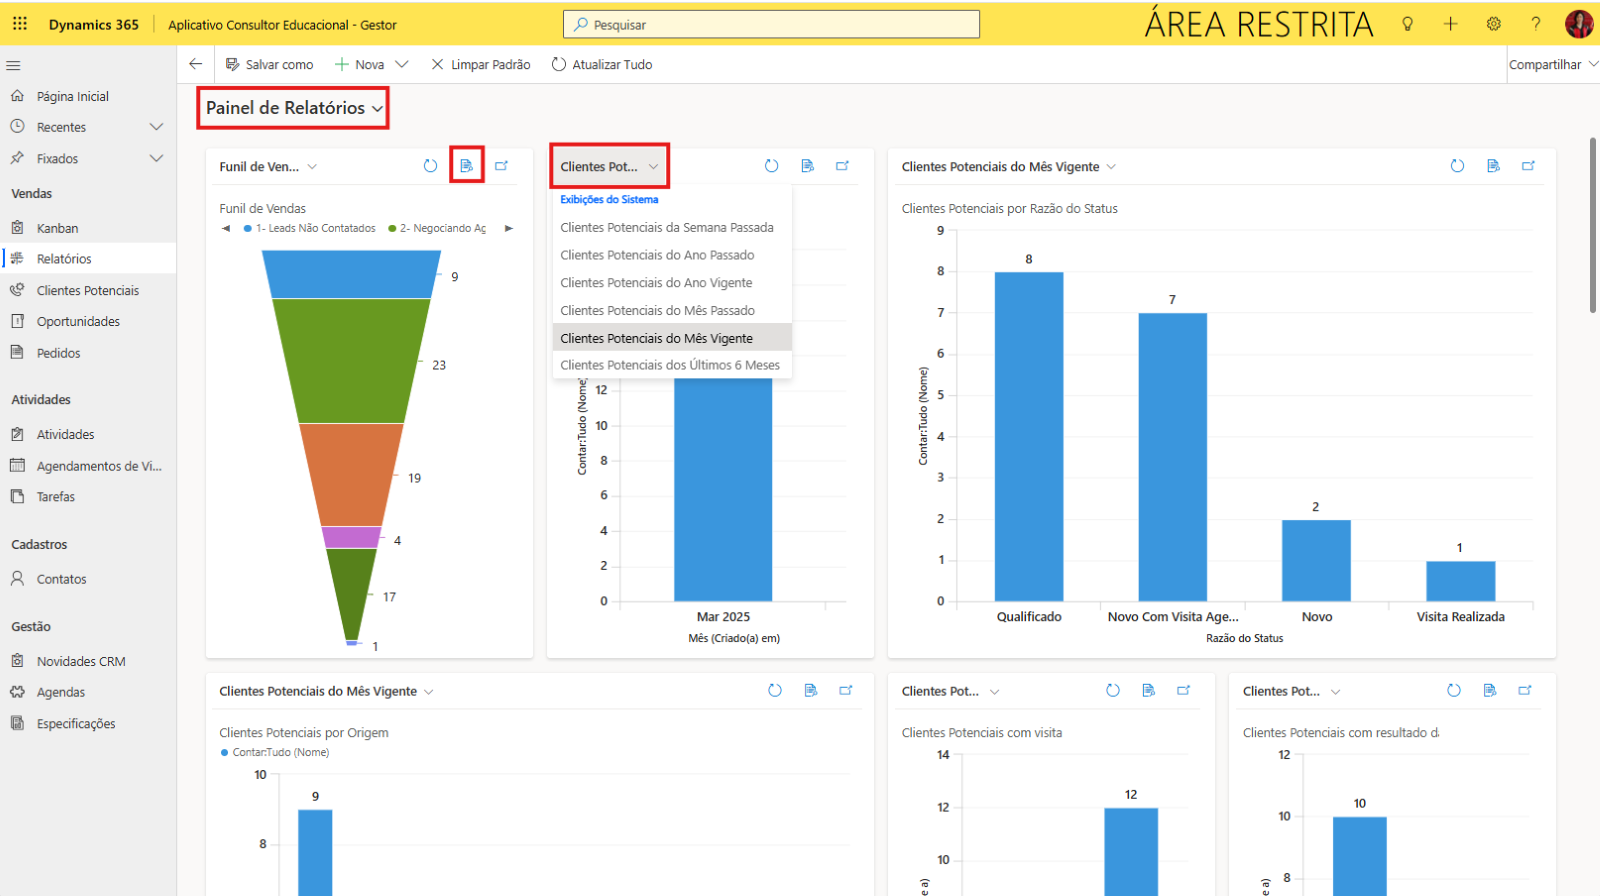 Dynamics 365
Aplicativo Consultor Educacional - Gestor
Pesquisar
ÁREA RESTRITA
Salvar como
Nova
Limpar Padrão
Atualizar Tudo
Compartilhar
Página Inicial
Recentes
Fixados
Vendas
Kanban
Relatórios
Clientes Potenciais
Oportunidades
Pedidos
Atividades
Atividades
Agendamentos de Vi...
Tarefas
Cadastros
Contatos
Gestão
Novidades CRM
Agendas
Especificações
Painel de Relatórios
Funil de Ven...
Funil de Vendas
1- Leads Não Contatados
2- Negociando Ag
9
23
19
4
17
1
Clientes Pot...
Exibições do Sistema
Clientes Potenciais da Semana Passada
Clientes Potenciais do Ano Passado
Clientes Potenciais do Ano Vigente
Clientes Potenciais do Mês Passado
Clientes Potenciais do Mês Vigente
Clientes Potenciais dos Últimos 6 Meses
Contar:Tudo (Nome)
12
10
8
6
4
2
0
Mar 2025
Mês (Criado(a) em)
Clientes Potenciais do Mês Vigente
Clientes Potenciais por Razão do Status
Contar:Tudo (Nome)
9
8
7
6
5
4
3
2
1
0
8
7
2
1
Qualificado
Novo Com Visita Age...
Novo
Visita Realizada
Razão do Status
Clientes Potenciais do Mês Vigente
Clientes Potenciais por Origem
Contar:Tudo (Nome)
10
8
9
Clientes Pot...
Clientes Potenciais com visita
14
12
10
12
e a)
Clientes Pot...
Clientes Potenciais com resultado d
12
10
8
10
e a)